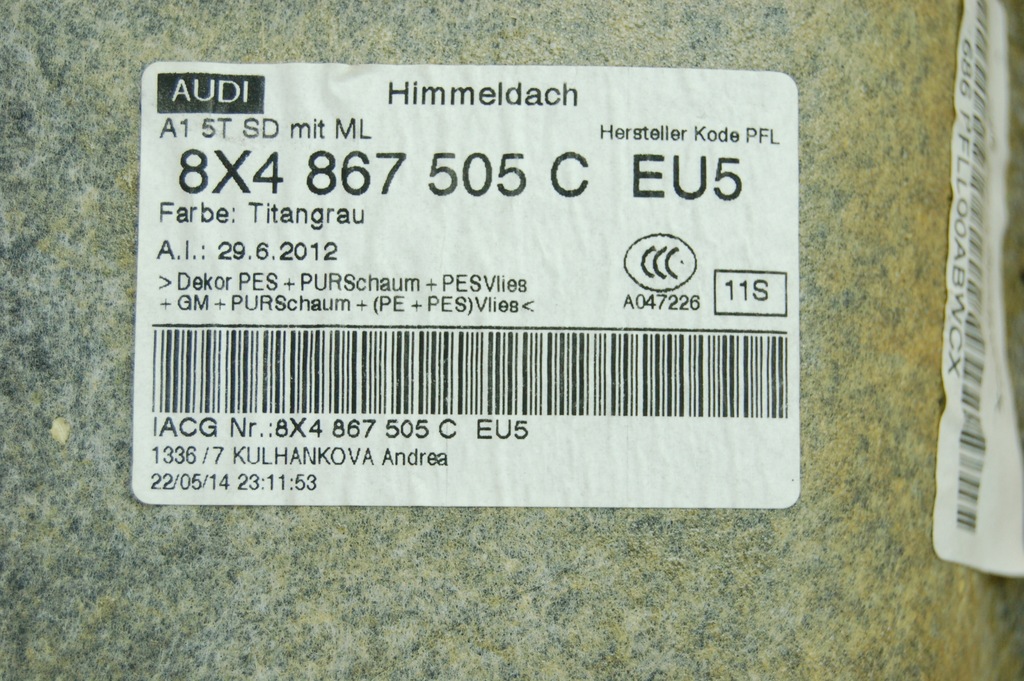 AUDI Himmeldach
A1 5T SD mit ML Hersteller Kode PFL
8X4 867 505 C EU5
Farbe: Titangrau
A.I.: 29.6.2012
>Dekor PES + PURSchaum + PESVlies
+ GM + PURSchaum + (PE + PES)Vlies<
CCC
A047226
11S
IACG Nr.:8X4 867 505 C EU5
1336 /7 KULHANKOVA Andrea
22/05/14 23:11:53